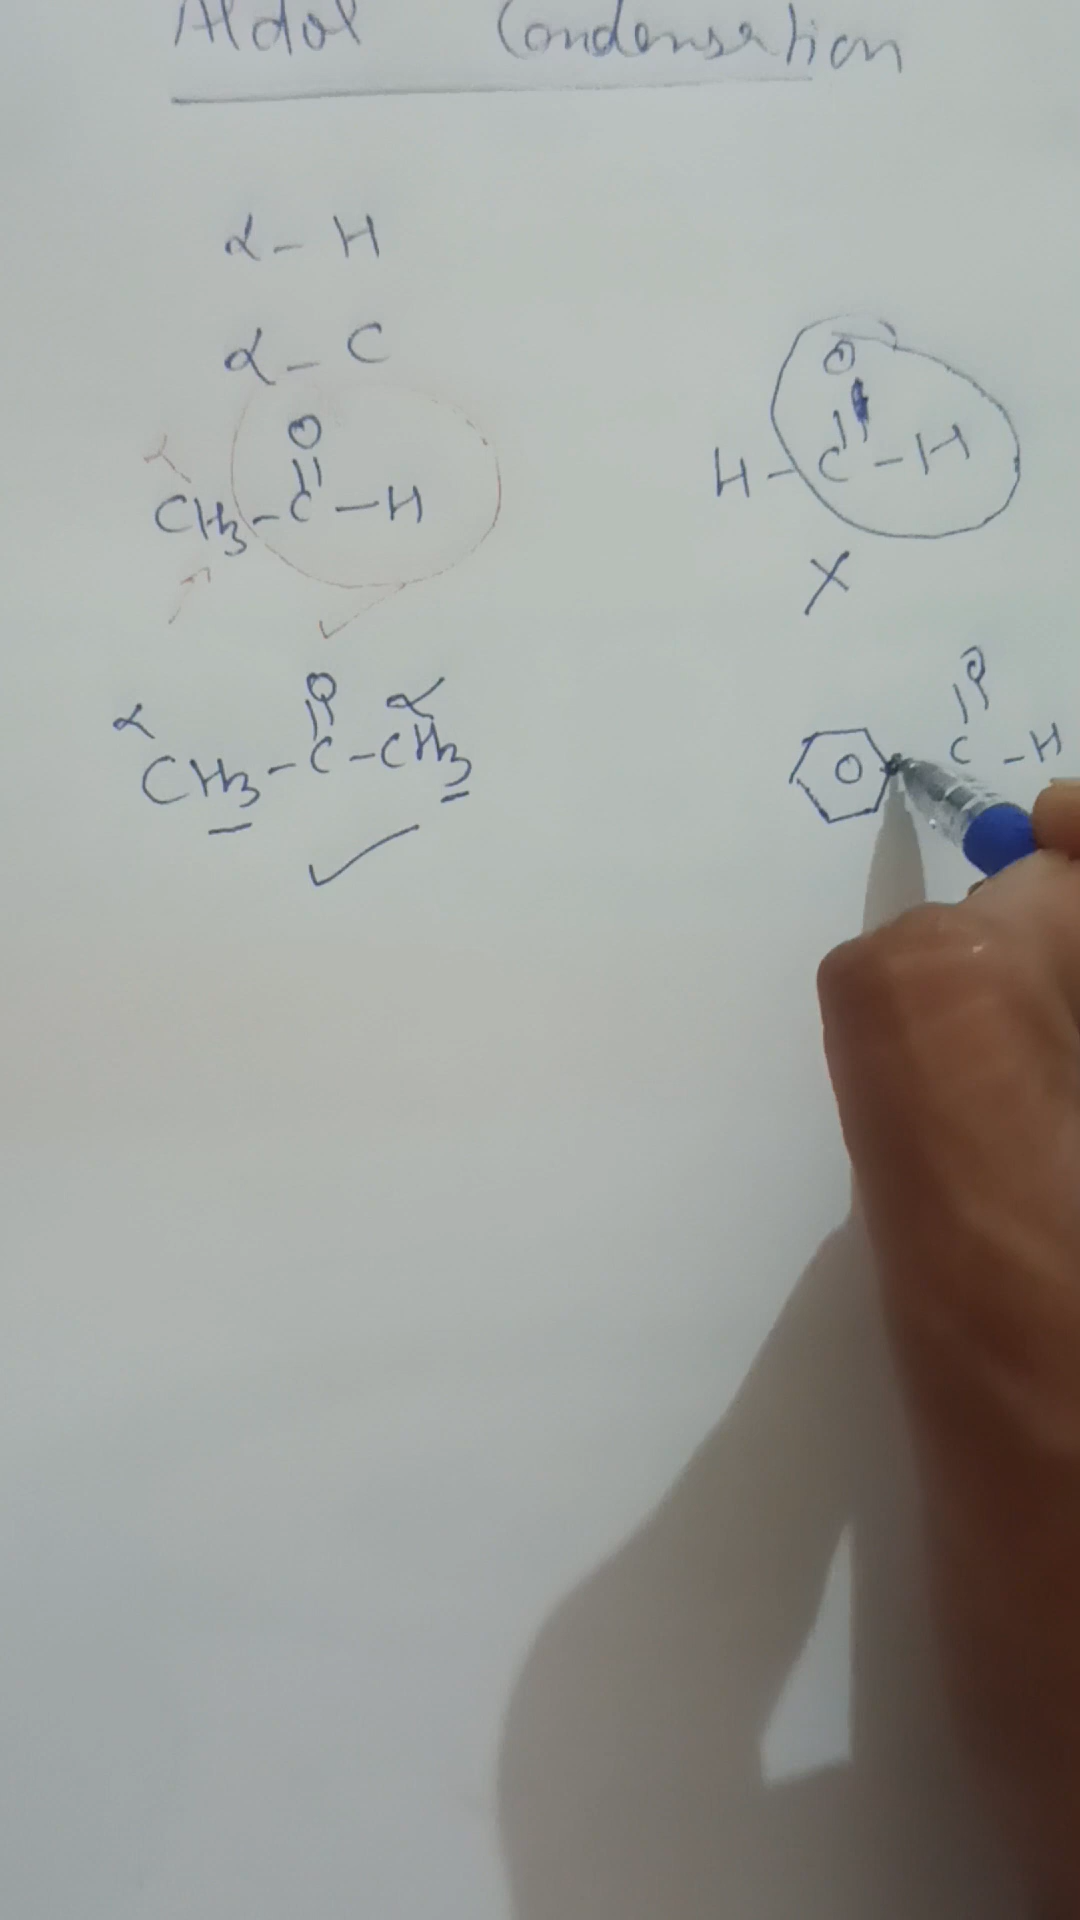 Aldol Condensation
α - H
α - C
O
CH3 - C - H
α
O
H - C - H
X
α O α
CH3 - C - CH3
O
C - H